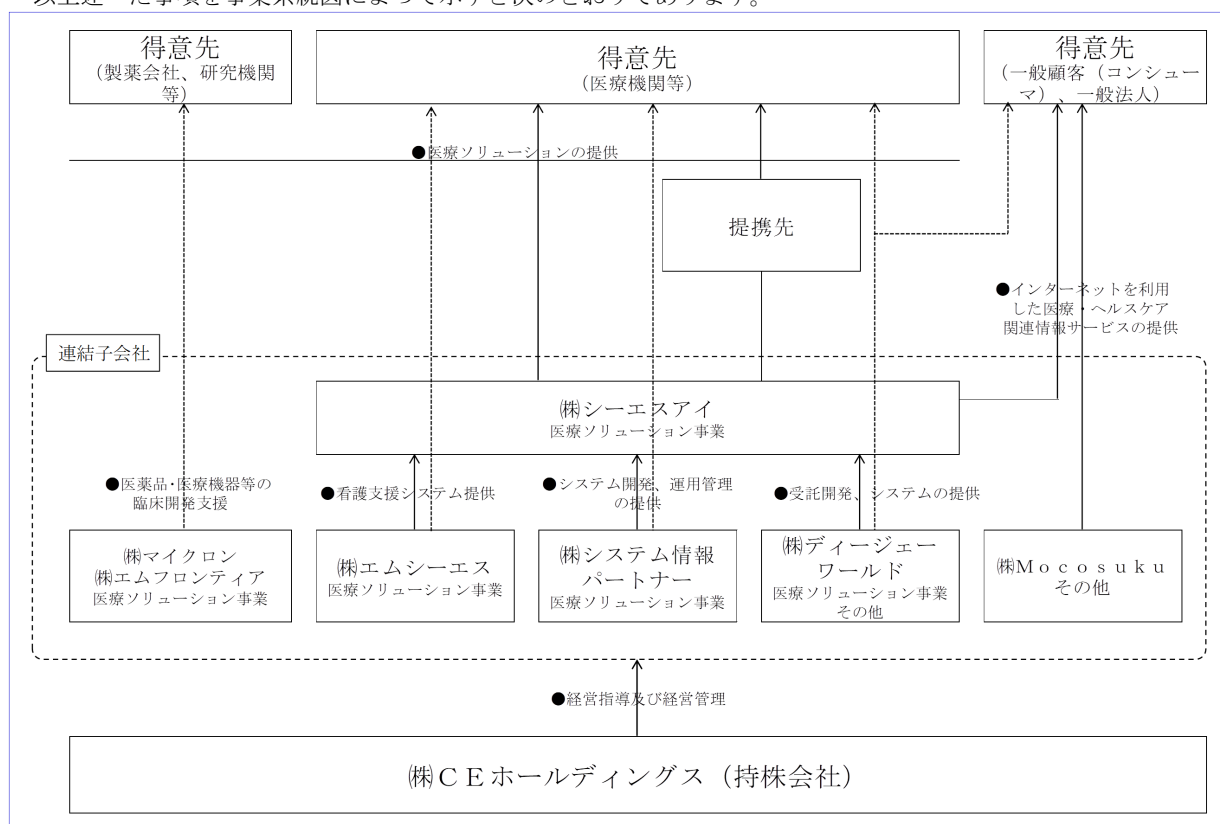 以上述べた事項を事業系統図によって示すと次のとおりであります。
得意先
(製薬会社、研究機関
等)
得意先
(医療機関等)
得意先
(一般顧客(コンシュー
マ)、一般法人)
●医療ソリューションの提供
提携先
●インターネットを利用
した医療・ヘルスケア
関連情報サービスの提供
連結子会社
㈱シーエスアイ
医療ソリューション事業
●医薬品・医療機器等の
臨床開発支援
●看護支援システム提供
●システム開発、運用管理
の提供
●受託開発、システムの提供
㈱マイクロン
㈱エムフロンティア
医療ソリューション事業
㈱エムシーエス
医療ソリューション事業
㈱システム情報
パートナー
医療ソリューション事業
㈱ディージェー
ワールド
医療ソリューション事業
その他
㈱Mocosuku
その他
●経営指導及び経営管理
㈱CEホールディングス(持株会社)